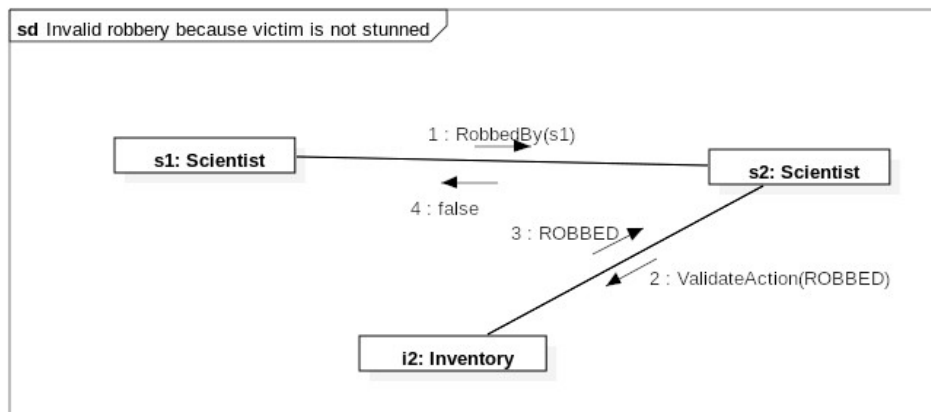 sd Invalid robbery because victim is not stunned
1 : RobbedBy(s1)
s1: Scientist
s2: Scientist
4 : false
3 : ROBBED
2 : ValidateAction(ROBBED)
i2: Inventory